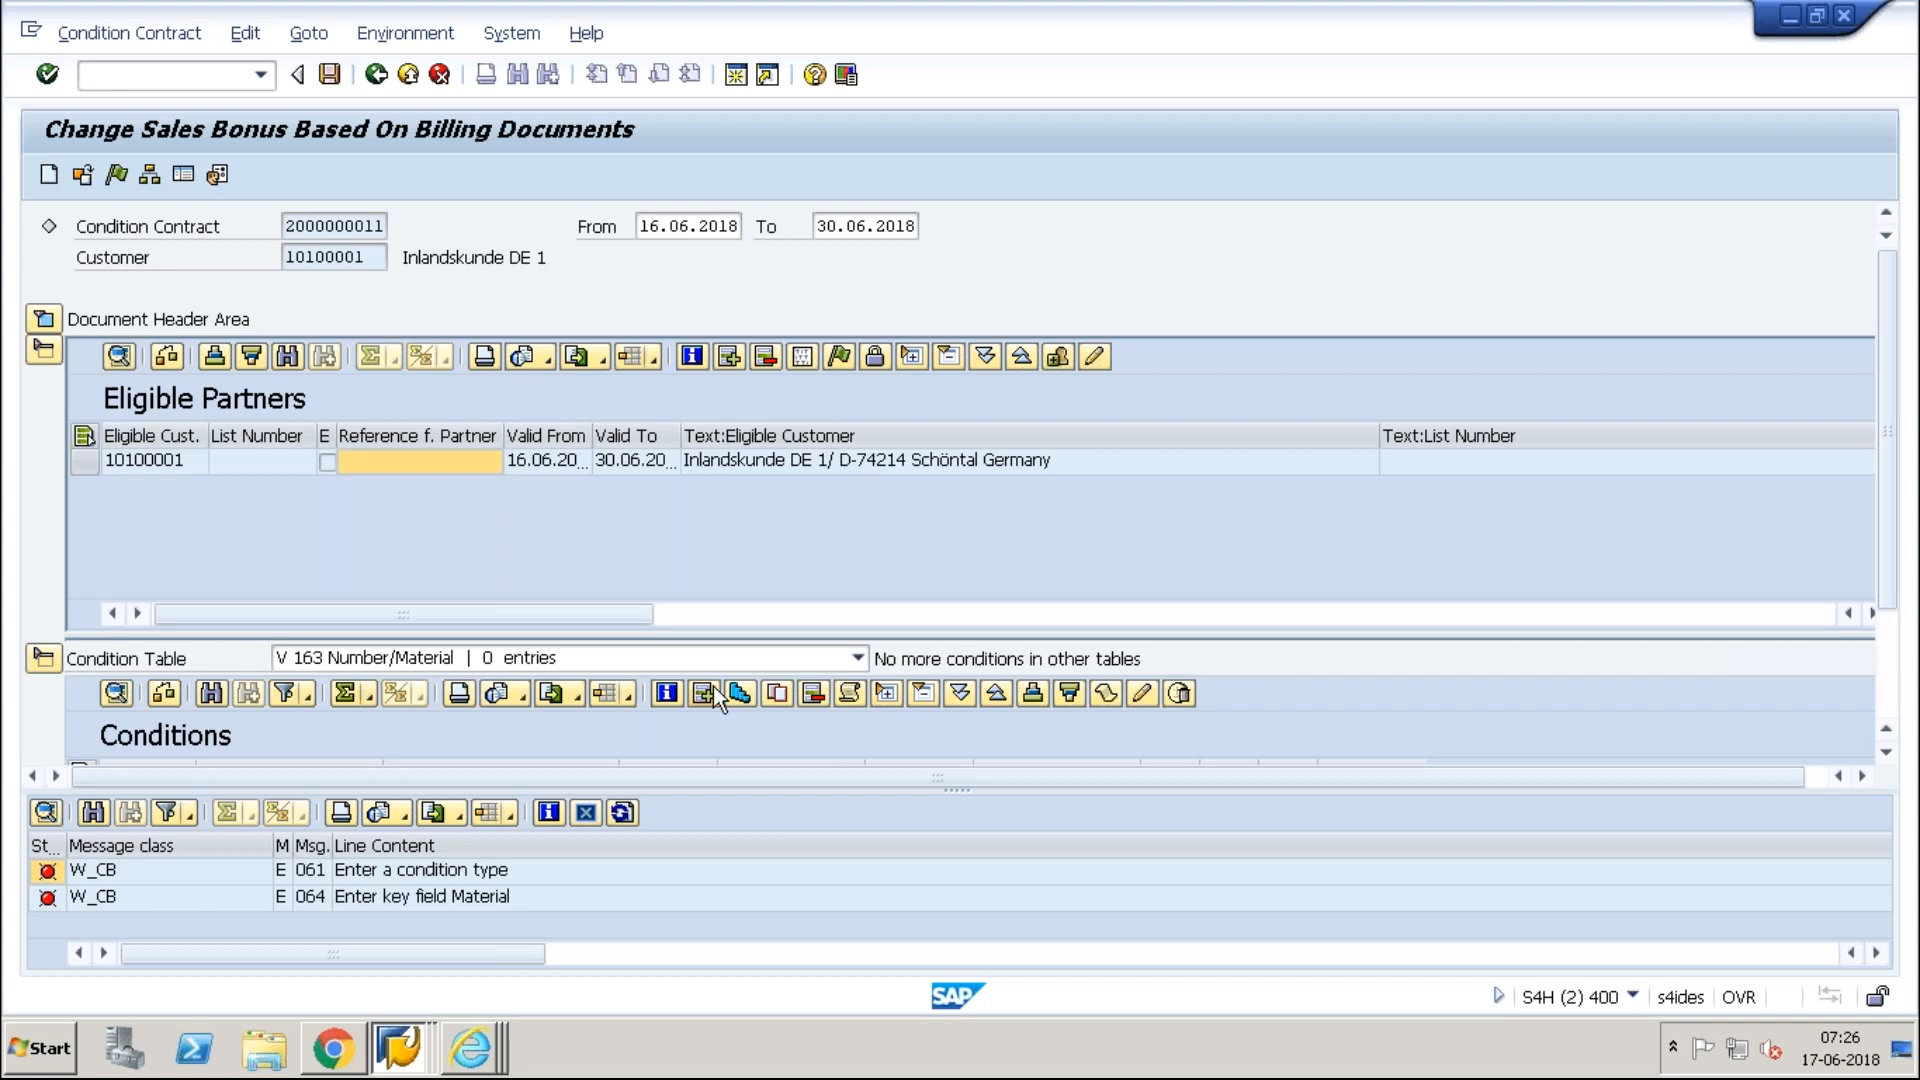 Condition Contract Edit Goto Environment System Help
Change Sales Bonus Based On Billing Documents
Condition Contract 2000000011 From 16.06.2018 To 30.06.2018
Customer 10100001 Inlandskunde DE 1
Document Header Area
Eligible Partners
Eligible Cust. List Number E Reference f. Partner Valid From Valid To Text:Eligible Customer Text:List Number
10100001 16.06.20... 30.06.20... Inlandskunde DE 1/ D-74214 Schöntal Germany
Condition Table V 163 Number/Material | 0 entries No more conditions in other tables
Conditions
St... Message class M Msg. Line Content
W_CB E 061 Enter a condition type
W_CB E 064 Enter key field Material
SAP S4H (2) 400 s4ides OVR
Start 07:26
17-06-2018